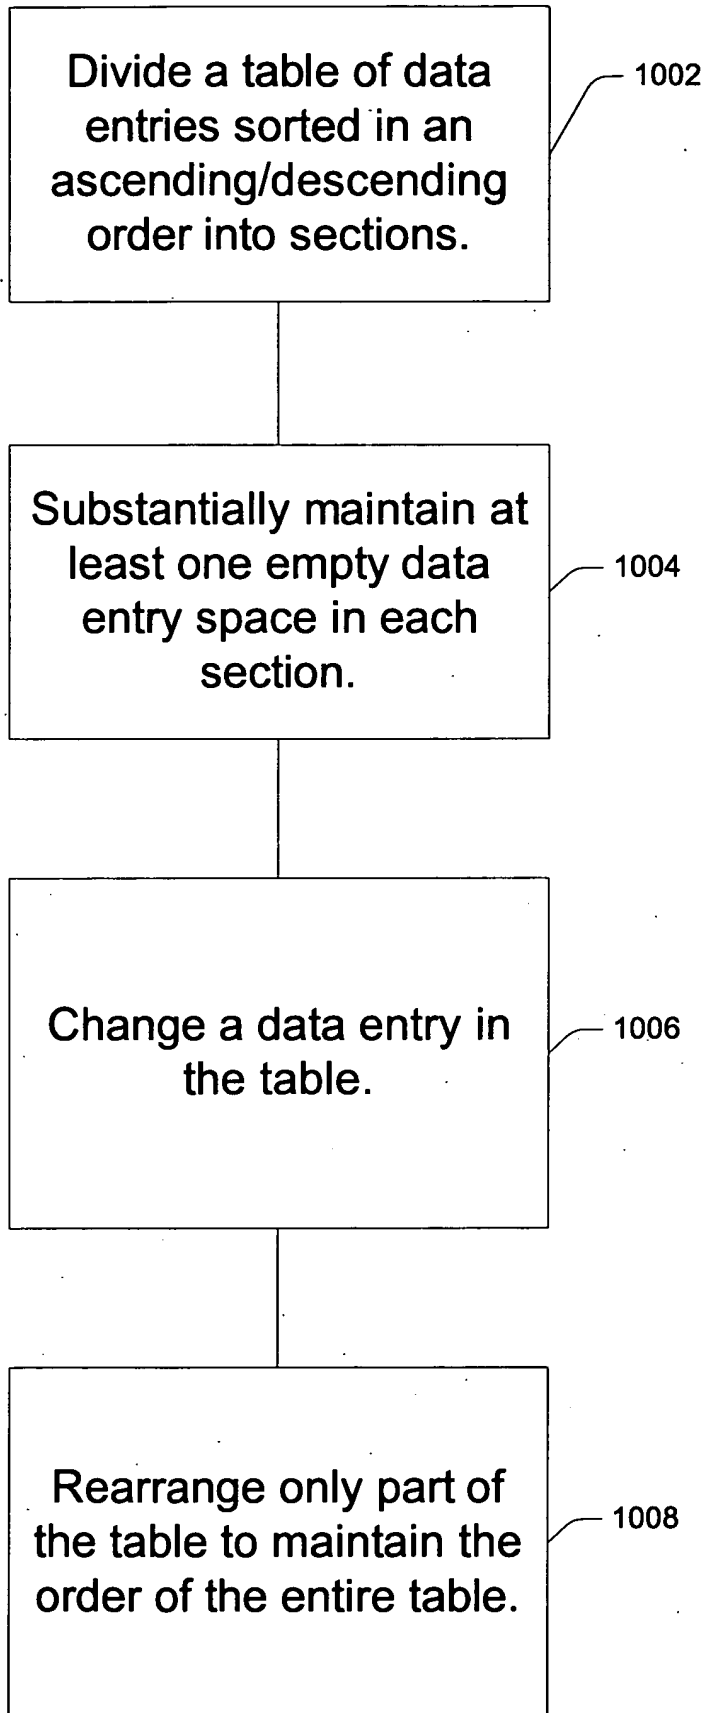 Divide a table of data
entries sorted in an
ascending/descending
order into sections.
1002
Substantially maintain at
least one empty data
entry space in each
section.
1004
Change a data entry in
the table.
1006
Rearrange only part of
the table to maintain the
order of the entire table.
1008